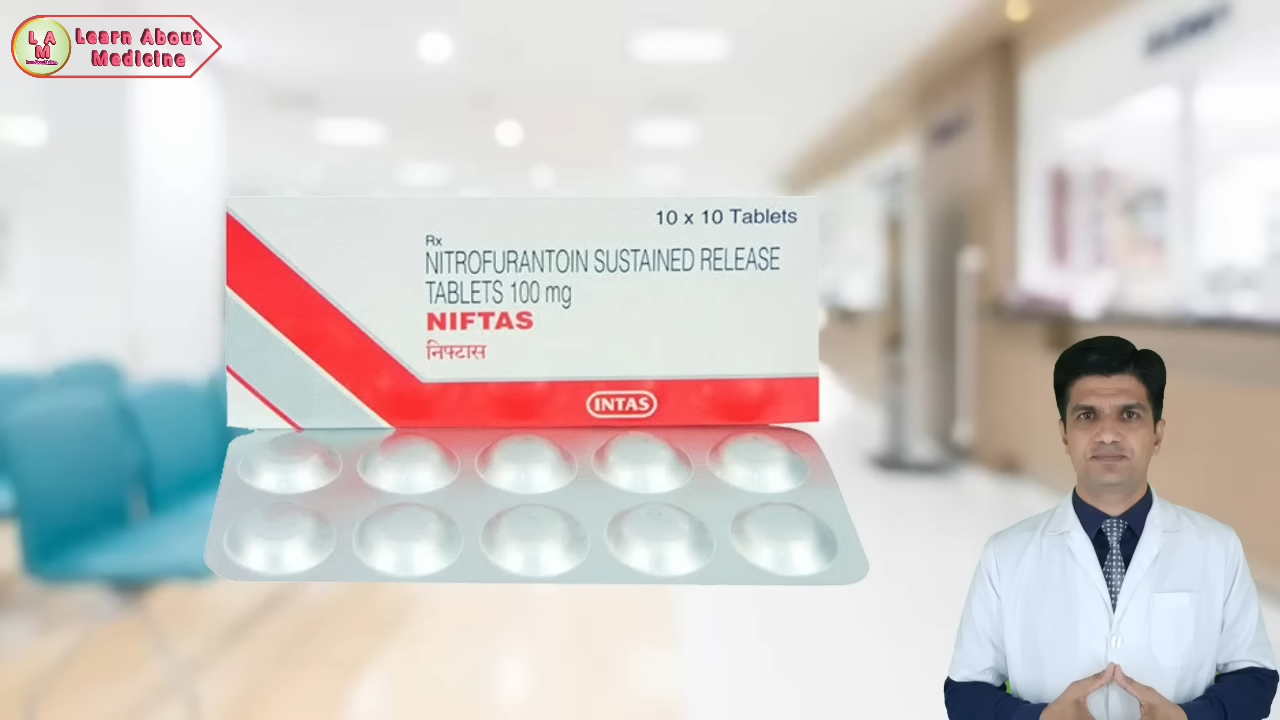 L A
M
Learn About
Medicine
10 x 10 Tablets
Rx
NITROFURANTOIN SUSTAINED RELEASE
TABLETS 100 mg
NIFTAS
निफ्टास
INTAS